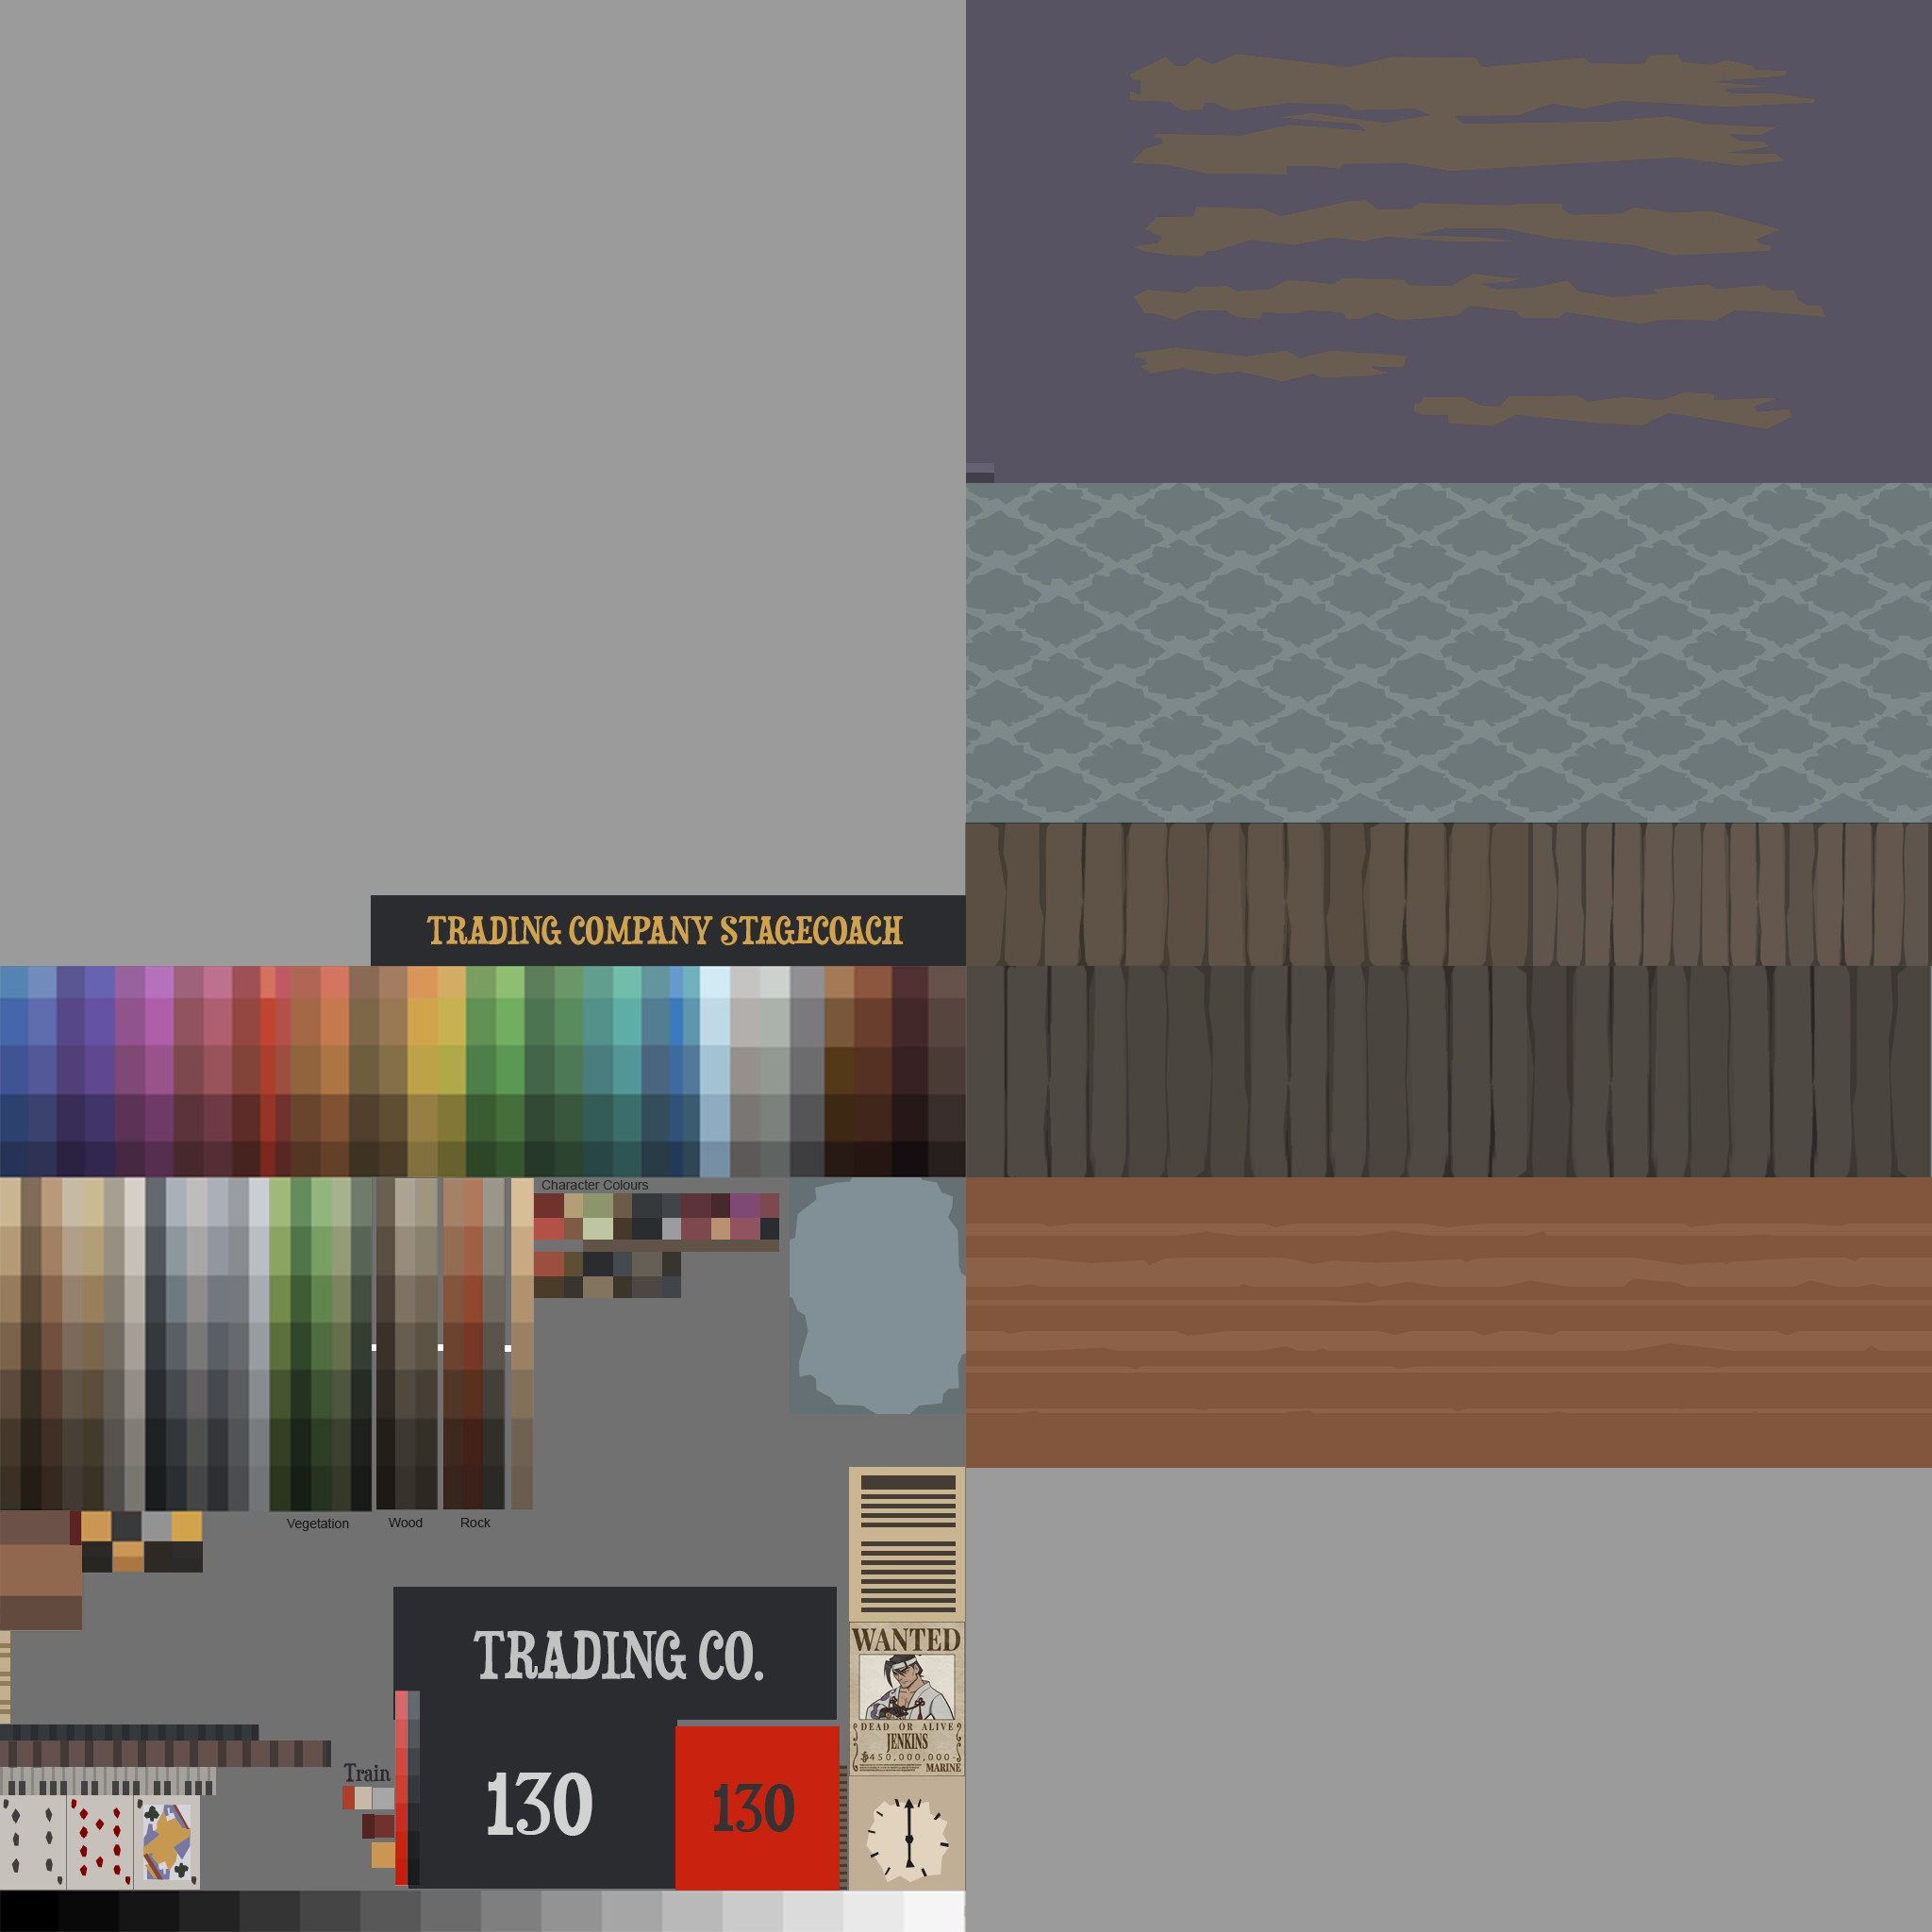 TRADING COMPANY STAGECOACH
Character Colours
Vegetation
Wood
Rock
TRADING CO.
WANTED
DEAD OR ALIVE
JENKINS
450,000,000-
MARINE
Train
130
130